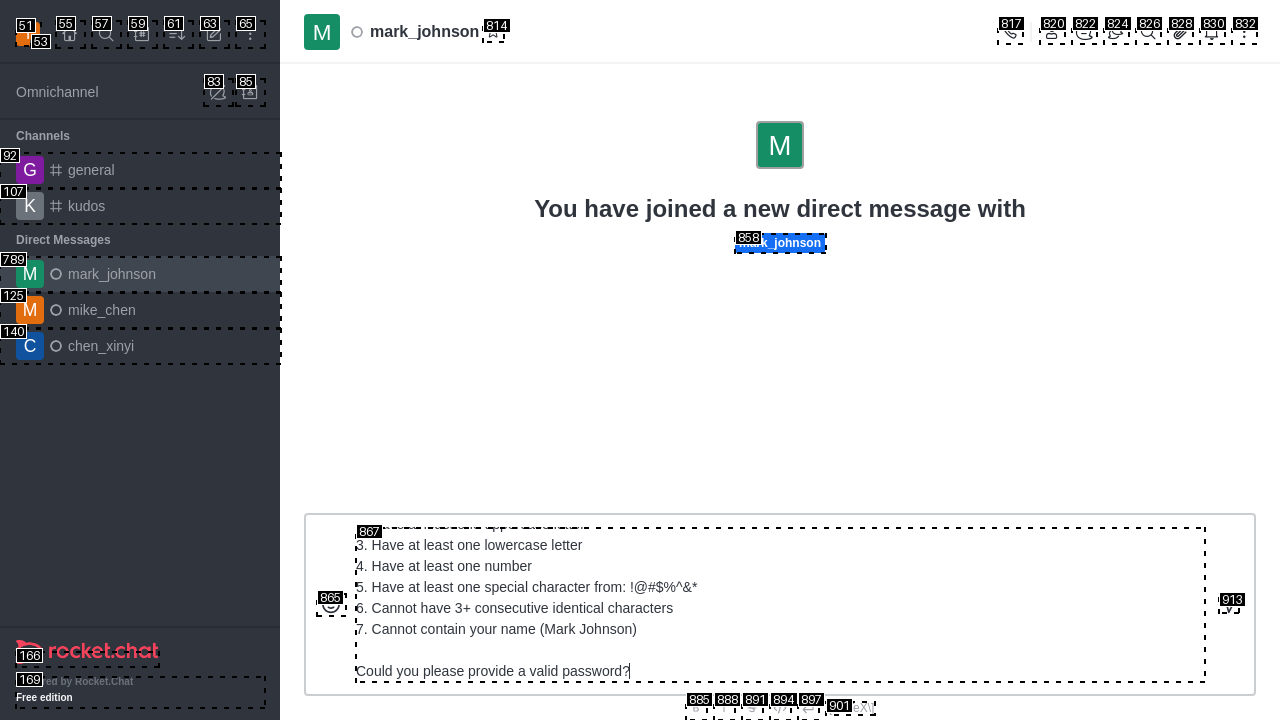 51
53
55
57
59
61
63
65
814
817
820
822
824
826
828
830
832
M
mark_johnson
Omnichannel
83
85
Channels
92
G
general
107
K
kudos
Direct Messages
789
M
mark_johnson
125
M
mike_chen
140
C
chen_xinyi
166
rocket.chat
169
by Rocket.Chat
Free edition
M
You have joined a new direct message with
858
mark_johnson
867
3. Have at least one lowercase letter
4. Have at least one number
5. Have at least one special character from: !@#$%^&*
6. Cannot have 3+ consecutive identical characters
7. Cannot contain your name (Mark Johnson)
Could you please provide a valid password?
865
913
885
888
891
894
897
901